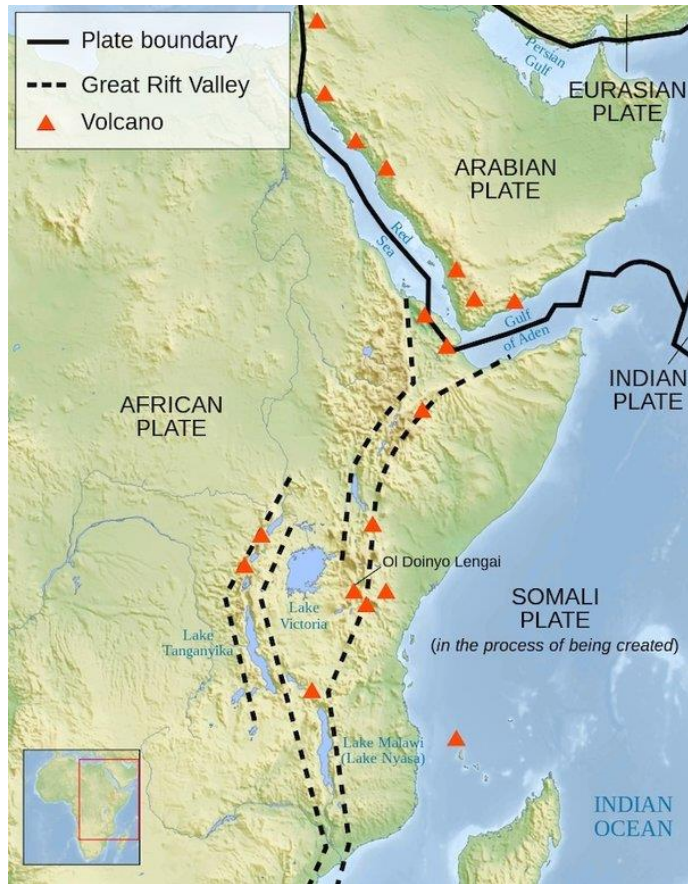 Plate boundary
Great Rift Valley
Volcano
Persian
Gulf
EURASIAN
PLATE
ARABIAN
PLATE
Red
Sea
Gulf
of Aden
INDIAN
PLATE
AFRICAN
PLATE
Ol Doinyo Lengai
Lake
Victoria
SOMALI
PLATE
(in the process of being created)
Lake
Tanganyika
Lake Malawi
(Lake Nyasa)
INDIAN
OCEAN